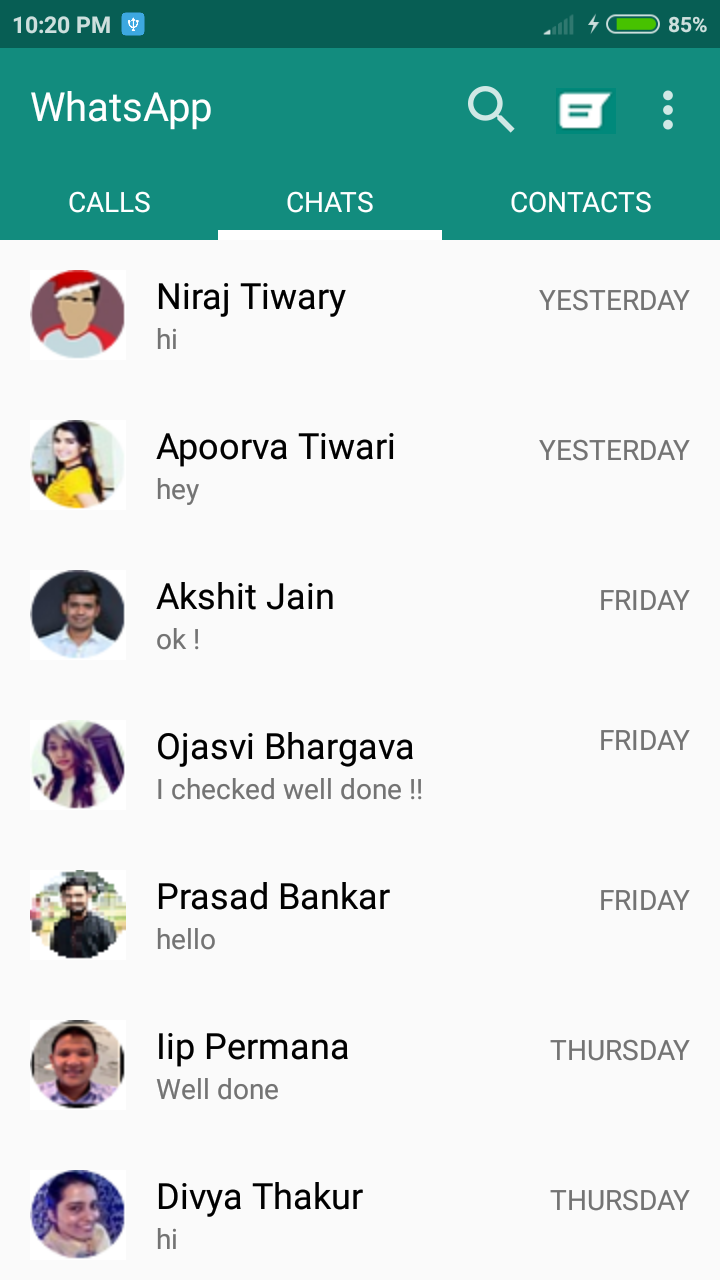 10:20 PM 85%
WhatsApp
CALLS CHATS CONTACTS
Niraj Tiwary YESTERDAY
hi
Apoorva Tiwari YESTERDAY
hey
Akshit Jain FRIDAY
ok !
Ojasvi Bhargava FRIDAY
I checked well done !!
Prasad Bankar FRIDAY
hello
Iip Permana THURSDAY
Well done
Divya Thakur THURSDAY
hi